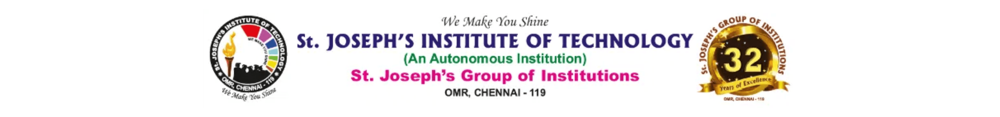 St. JOSEPH'S INSTITUTE OF TECHNOLOGY
WE MAKE YOU SHINE
OMR, CHENNAI - 119
We Make You Shine
We Make You Shine
St. JOSEPH'S INSTITUTE OF TECHNOLOGY
(An Autonomous Institution)
St. Joseph's Group of Institutions
OMR, CHENNAI - 119
St. JOSEPH'S GROUP OF INSTITUTIONS
32
Years of Excellence
OMR, CHENNAI - 119